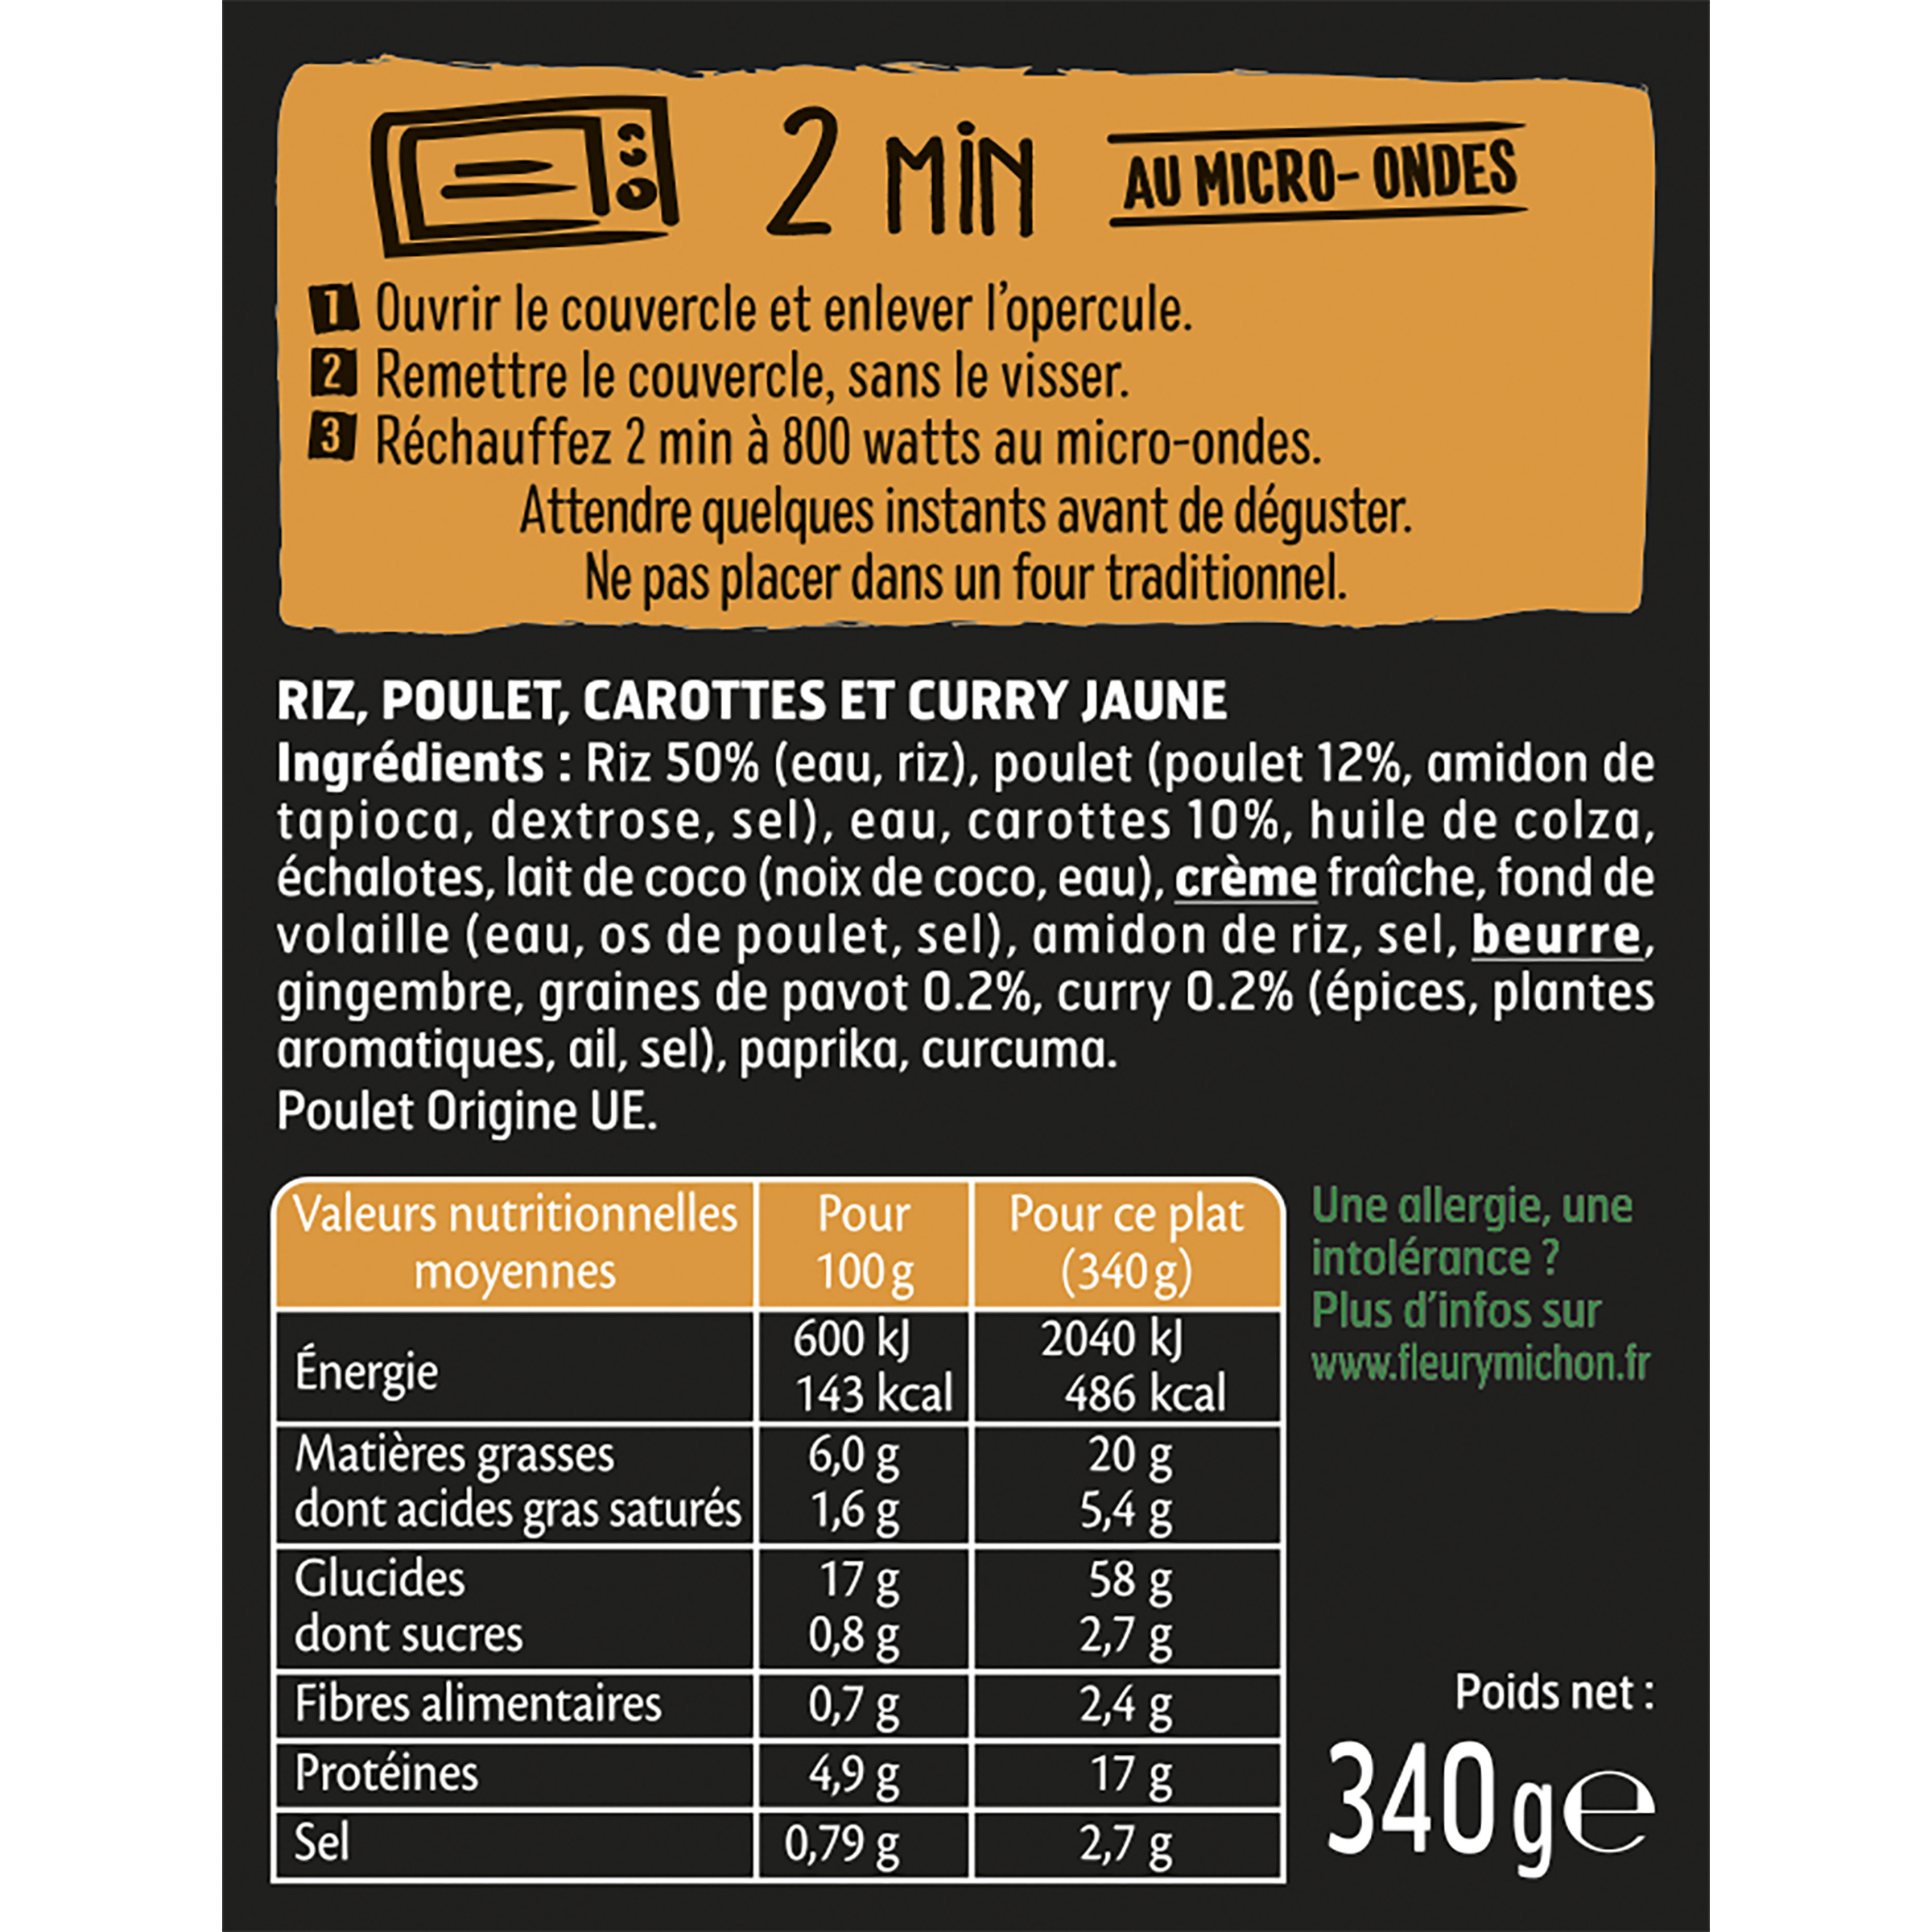 2 MiN AU MICRO-ONDES
1 Ouvrir le couvercle et enlever l'opercule.
2 Remettre le couvercle, sans le visser.
3 Réchauffez 2 min à 800 watts au micro-ondes.
Attendre quelques instants avant de déguster.
Ne pas placer dans un four traditionnel.
RIZ, POULET, CAROTTES ET CURRY JAUNE
Ingrédients : Riz 50% (eau, riz), poulet (poulet 12%, amidon de
tapioca, dextrose, sel), eau, carottes 10%, huile de colza,
échalotes, lait de coco (noix de coco, eau), crème fraîche, fond de
volaille (eau, os de poulet, sel), amidon de riz, sel, beurre,
gingembre, graines de pavot 0.2%, curry 0.2% (épices, plantes
aromatiques, ail, sel), paprika, curcuma.
Poulet Origine UE.
Valeurs nutritionnelles Pour Pour ce plat
moyennes 100 g (340 g)
Énergie 600 kJ 2040 kJ
143 kcal 486 kcal
Matières grasses 6,0 g 20 g
dont acides gras saturés 1,6 g 5,4 g
Glucides 17 g 58 g
dont sucres 0,8 g 2,7 g
Fibres alimentaires 0,7 g 2,4 g
Protéines 4,9 g 17 g
Sel 0,79 g 2,7 g
Une allergie, une
intolérance ?
Plus d'infos sur
www.fleurymichon.fr
Poids net :
340 g ℮